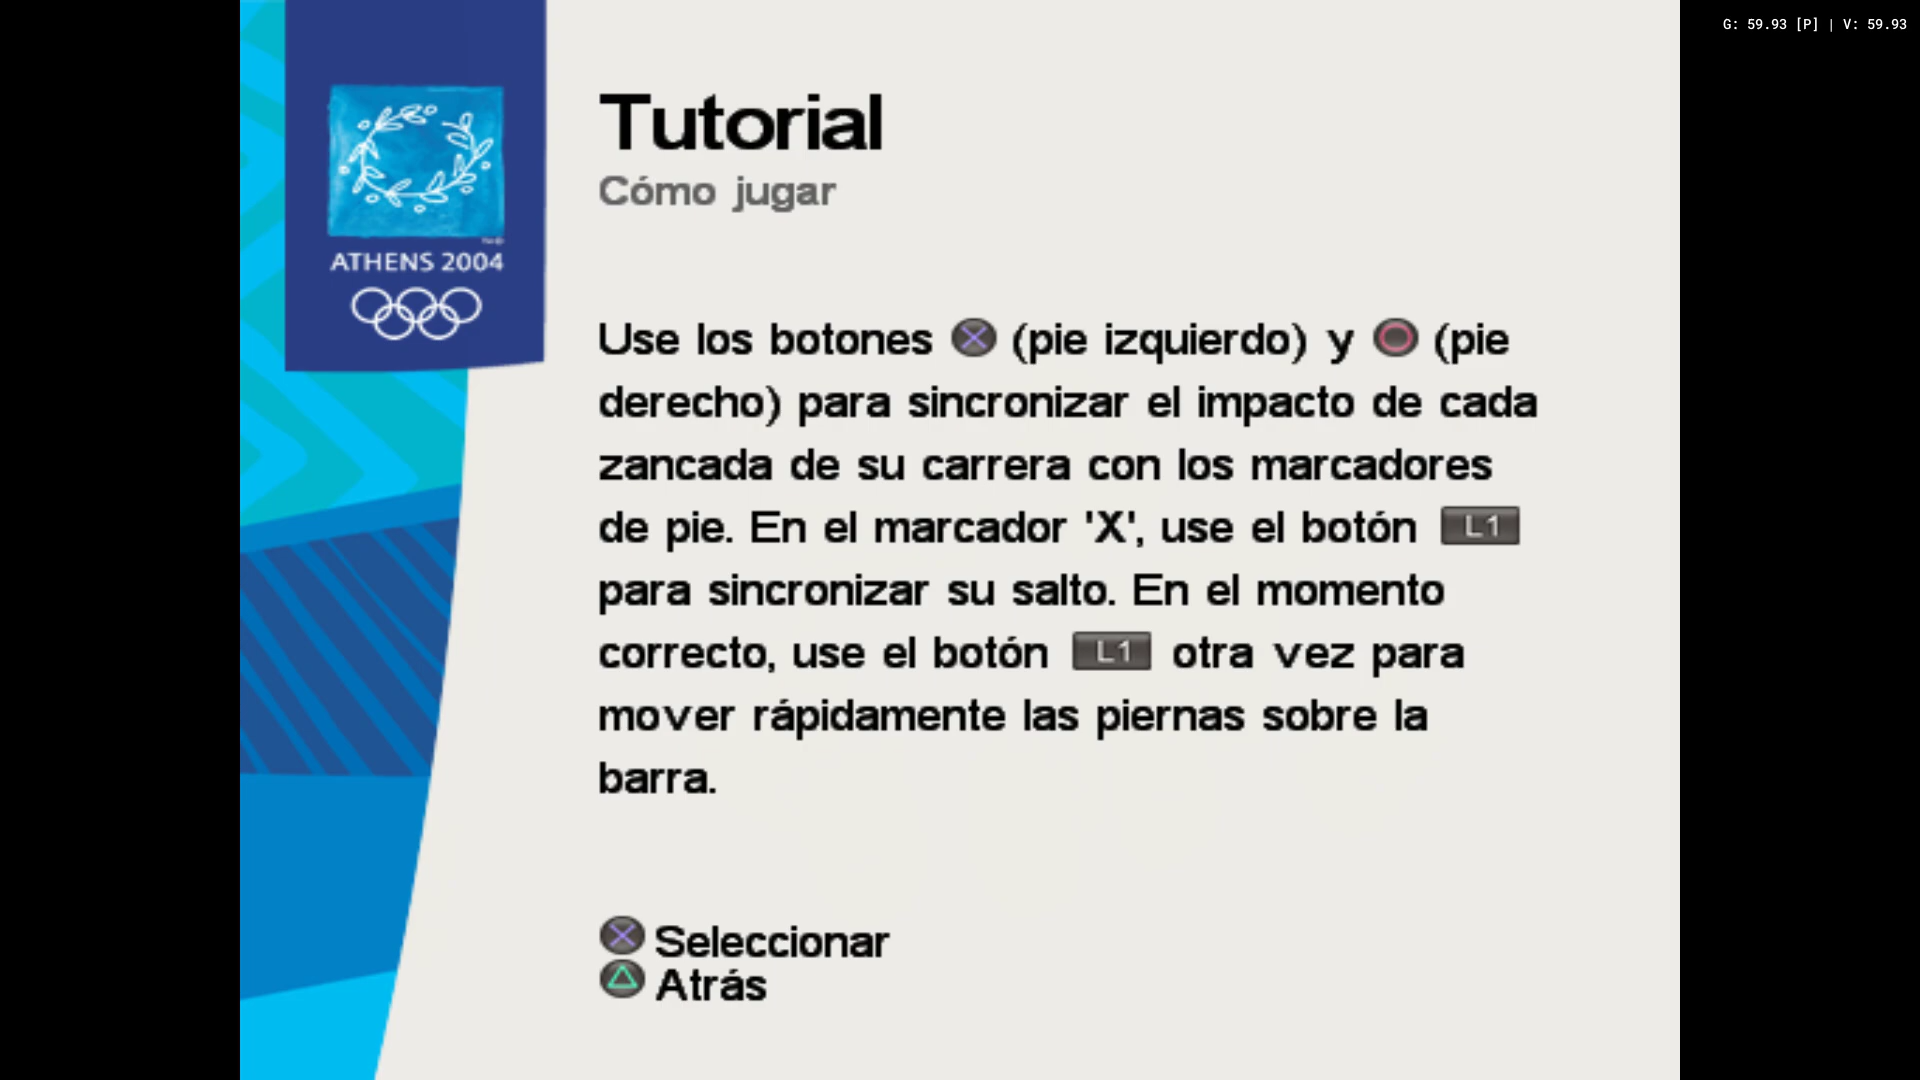 G: 59.93 [P] | V: 59.93
ATHENS 2004
Tutorial
Cómo jugar
Use los botones (pie izquierdo) y (pie
derecho) para sincronizar el impacto de cada
zancada de su carrera con los marcadores
de pie. En el marcador 'X', use el botón L1
para sincronizar su salto. En el momento
correcto, use el botón L1 otra vez para
mover rápidamente las piernas sobre la
barra.
Seleccionar
Atrás